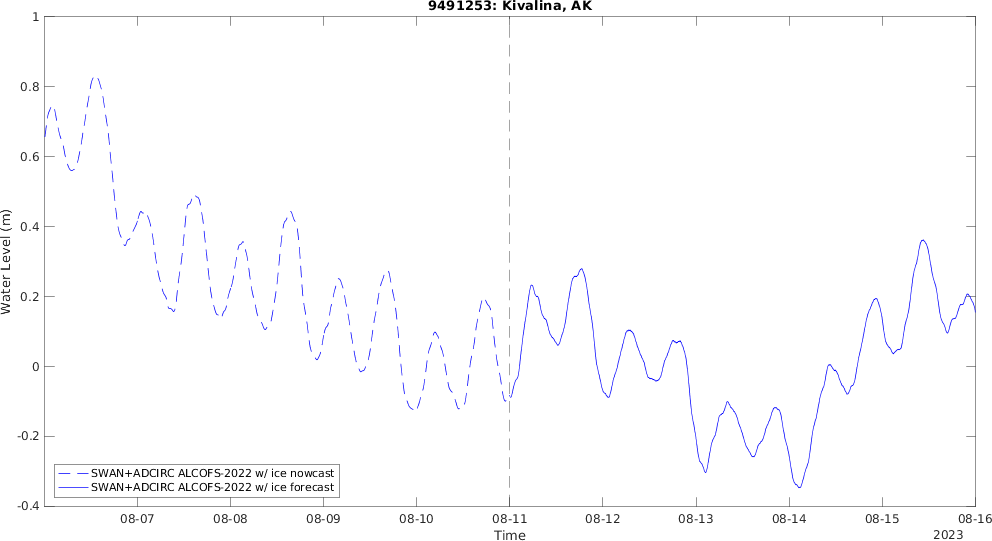 9491253: Kivalina, AK
1
0.8
0.6
0.4
0.2
0
-0.2
-0.4
Water Level (m)
SWAN+ADCIRC ALCOFS-2022 w/ ice nowcast
SWAN+ADCIRC ALCOFS-2022 w/ ice forecast
08-07 08-08 08-09 08-10 08-11 08-12 08-13 08-14 08-15 08-16
Time
2023